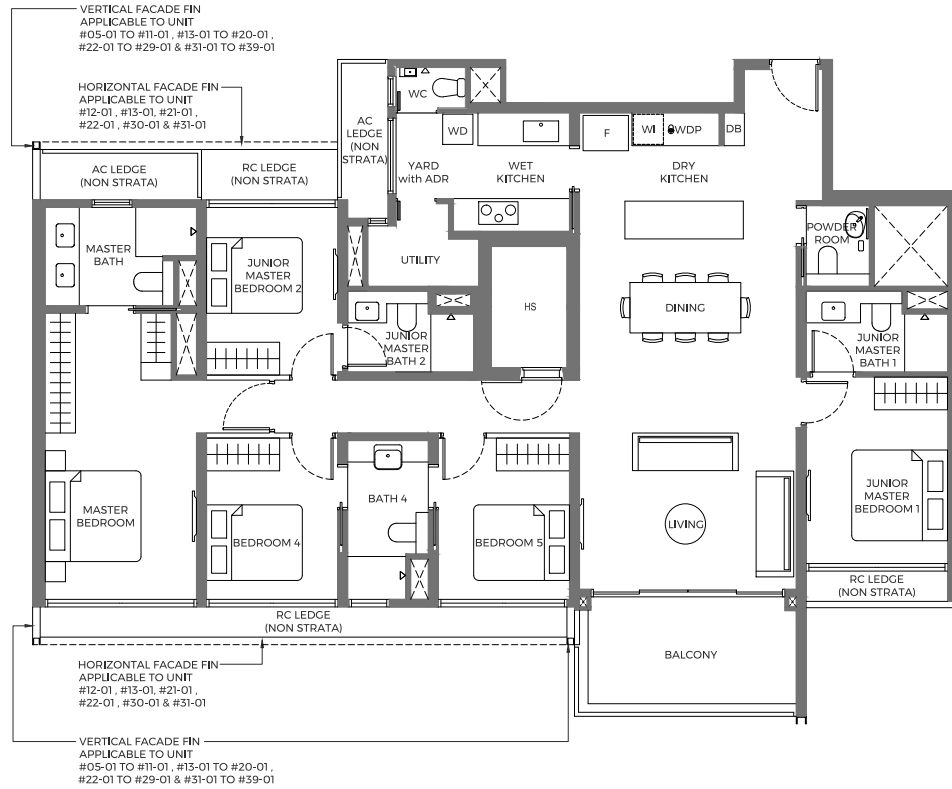 VERTICAL FACADE FIN
APPLICABLE TO UNIT
#05-01 TO #11-01 , #13-01 TO #20-01 ,
#22-01 TO #29-01 & #31-01 TO #39-01
HORIZONTAL FACADE FIN
APPLICABLE TO UNIT
#12-01 , #13-01, #21-01 ,
#22-01 , #30-01 & #31-01
AC LEDGE
(NON STRATA)
RC LEDGE
(NON STRATA)
AC
LEDGE
(NON
STRATA)
WC
WD
YARD
with ADR
WET
KITCHEN
F
WI
WDP
DB
DRY
KITCHEN
MASTER
BATH
JUNIOR
MASTER
BEDROOM 2
UTILITY
JUNIOR
MASTER
BATH 2
HS
DINING
POWDER
ROOM
JUNIOR
MASTER
BATH 1
MASTER
BEDROOM
BEDROOM 4
BATH 4
BEDROOM 5
LIVING
JUNIOR
MASTER
BEDROOM 1
RC LEDGE
(NON STRATA)
RC LEDGE
(NON STRATA)
BALCONY
HORIZONTAL FACADE FIN
APPLICABLE TO UNIT
#12-01 , #13-01, #21-01 ,
#22-01 , #30-01 & #31-01
VERTICAL FACADE FIN
APPLICABLE TO UNIT
#05-01 TO #11-01 , #13-01 TO #20-01 ,
#22-01 TO #29-01 & #31-01 TO #39-01